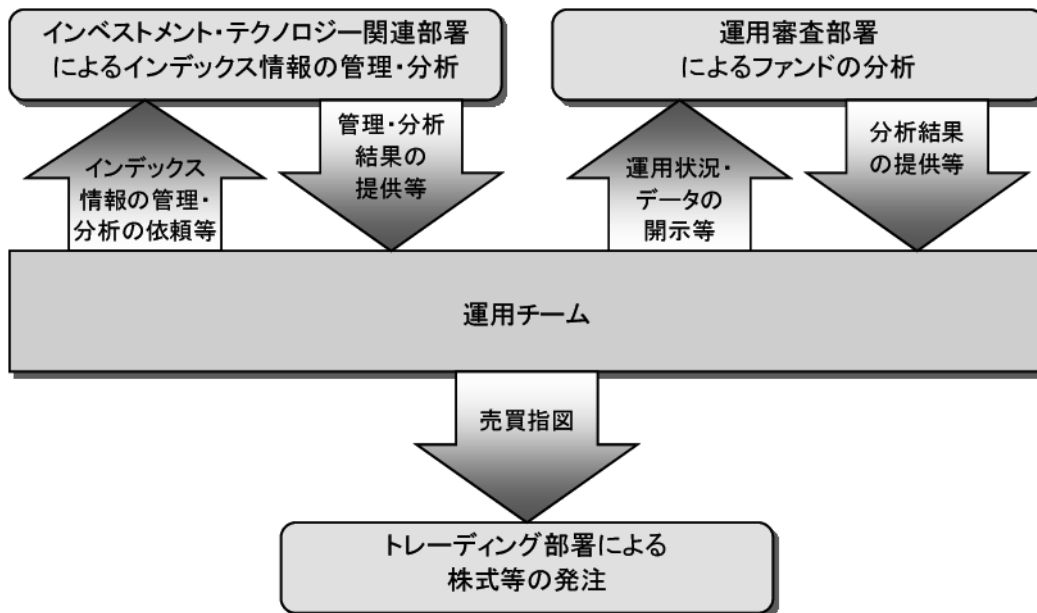 インベストメント・テクノロジー関連部署
によるインデックス情報の管理・分析
運用審査部署
によるファンドの分析
インデックス
情報の管理・
分析の依頼等
管理・分析
結果の
提供等
運用状況・
データの
開示等
分析結果
の提供等
運用チーム
売買指図
トレーディング部署による
株式等の発注